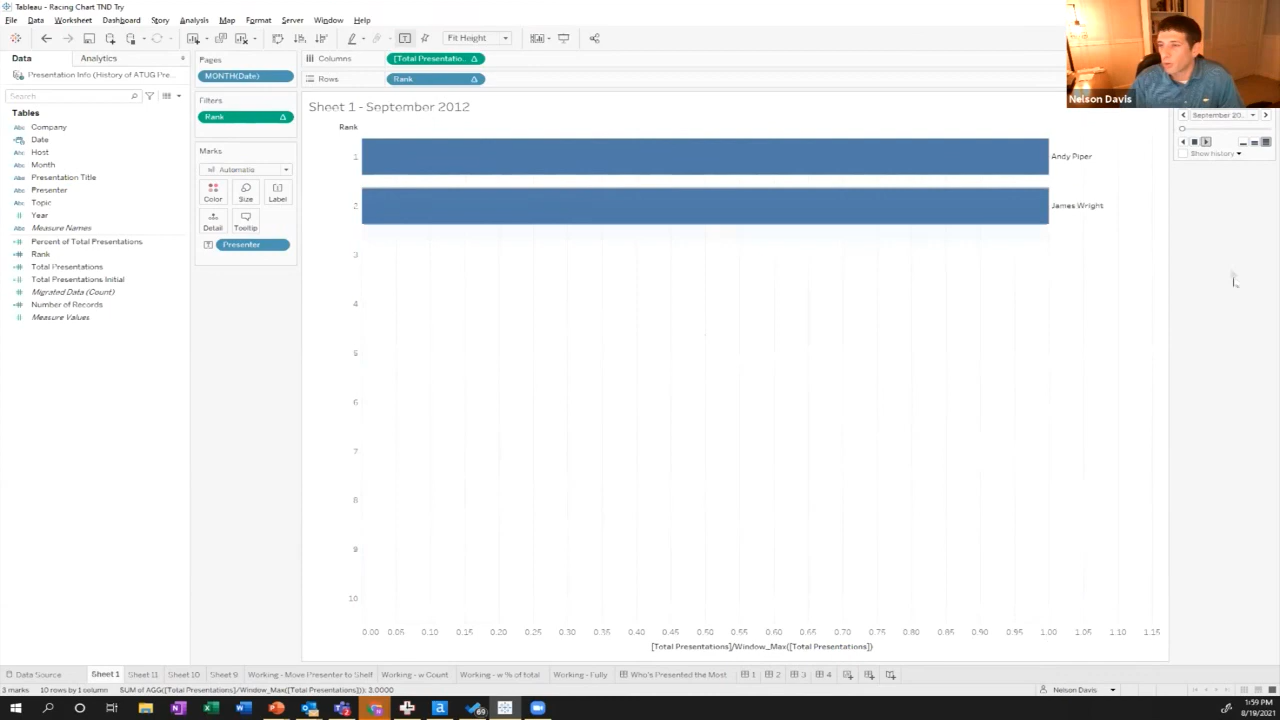 Tableau - Racing Chart TND Try
File Data Worksheet Dashboard Story Analysis Map Format Server Window Help
Fit Height
Data Analytics
Presentation Info (History of ATUG Pre...
Search
Tables
Company
Date
Host
Month
Presentation Title
Presenter
Topic
Year
Measure Names
Percent of Total Presentations
Rank
Total Presentations
Total Presentations Initial
Migrated Data (Count)
Number of Records
Measure Values
Pages
MONTH(Date)
Filters
Rank
Marks
Automatic
Color Size Label
Detail Tooltip
Presenter
Columns [Total Presentatio..
Rows Rank
Sheet 1 - September 2012
Rank
1 Andy Piper
2 James Wright
3
4
5
6
7
8
9
10
0.00 0.05 0.10 0.15 0.20 0.25 0.30 0.35 0.40 0.45 0.50 0.55 0.60 0.65 0.70 0.75 0.80 0.85 0.90 0.95 1.00 1.05 1.10 1.15
[Total Presentations]/Window_Max([Total Presentations])
Nelson Davis
September 20..
Show history
Data Source Sheet 1 Sheet 11 Sheet 10 Sheet 9 Working - Move Presenter to Shelf Working - w Count Working - w % of total Working - Fully Who's Presented the Most. 1 2 3 4
3 marks 10 rows by 1 column SUM of AGG([Total Presentations]/Window_Max([Total Presentations])): 3.0000 Nelson Davis
69
1:59 PM
8/19/2021